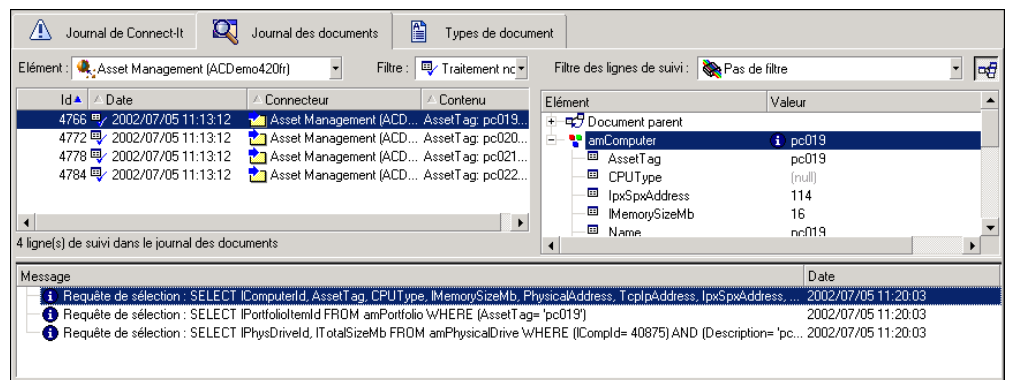 Journal de Connect-It Journal des documents Types de document
Elément : Asset Management (ACDemo420fr) Filtre : Traitement nc Filtre des lignes de suivi : Pas de filtre
Id Date Connecteur Contenu
4766 2002/07/05 11:13:12 Asset Management (ACD... AssetTag: pc019...
4772 2002/07/05 11:13:12 Asset Management (ACD... AssetTag: pc020...
4778 2002/07/05 11:13:12 Asset Management (ACD... AssetTag: pc021...
4784 2002/07/05 11:13:12 Asset Management (ACD... AssetTag: pc022...
4 ligne(s) de suivi dans le journal des documents
Elément Valeur
Document parent
amComputer pc019
AssetTag pc019
CPUType (null)
IpxSpxAddress 114
lMemorySizeMb 16
Name pc019
Message Date
Requête de sélection : SELECT lComputerId, AssetTag, CPUType, lMemorySizeMb, PhysicalAddress, TcpIpAddress, IpxSpxAddress, ... 2002/07/05 11:20:03
Requête de sélection : SELECT lPortfolioItemId FROM amPortfolio WHERE (AssetTag= 'pc019') 2002/07/05 11:20:03
Requête de sélection : SELECT lPhysDriveId, lTotalSizeMb FROM amPhysicalDrive WHERE (lCompId= 40875) AND (Description= 'pc... 2002/07/05 11:20:03